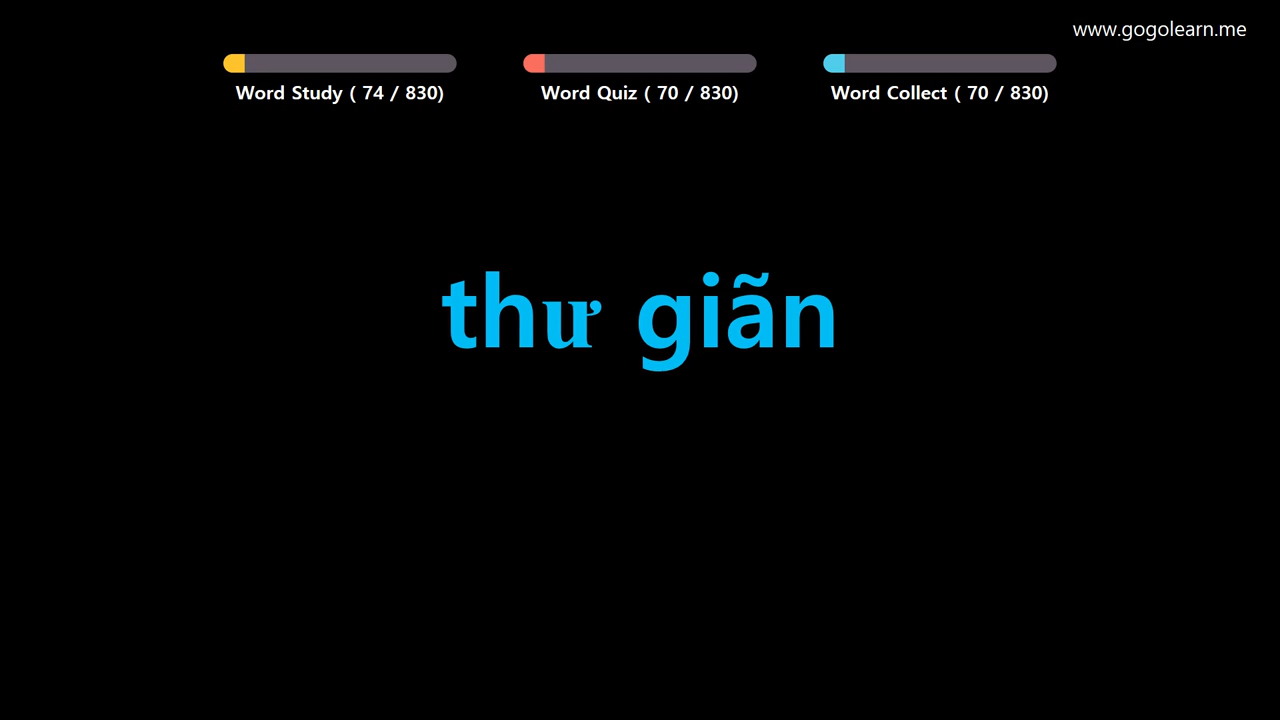 www.gogolearn.me
Word Study ( 74 / 830)
Word Quiz ( 70 / 830)
Word Collect ( 70 / 830)
thư giãn